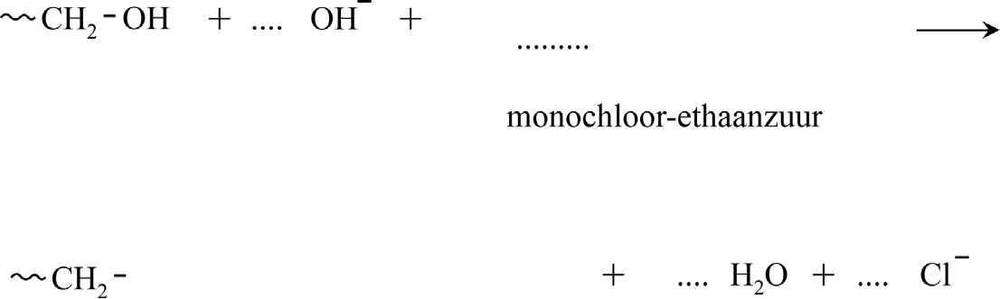 ~CH₂-OH + .... OH⁻ + ......... →
monochloor-ethaanzuur
~CH₂- + .... H₂O + .... Cl⁻